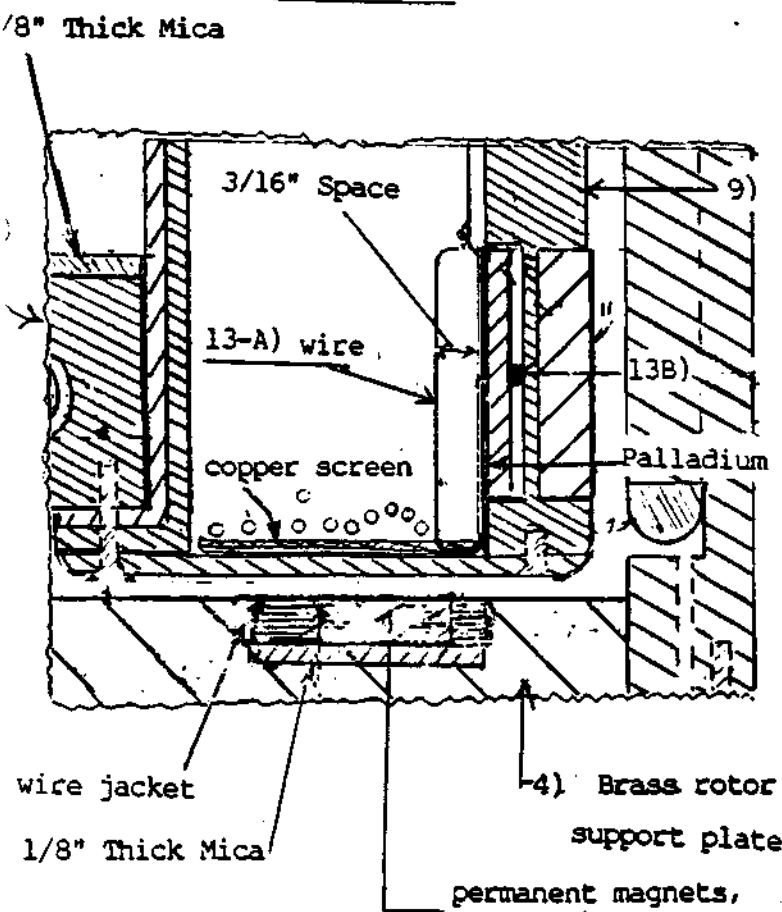 /8" Thick Mica
3/16" Space
9)
13-A) wire
13B)
copper screen
Palladium
wire jacket
1/8" Thick Mica
4) Brass rotor
support plate
permanent magnets,